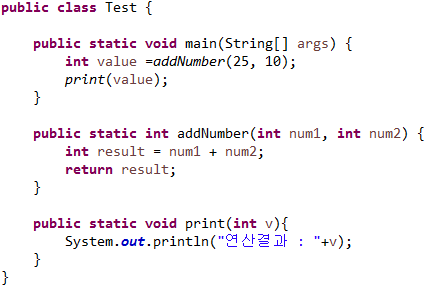 public class Test {
public static void main(String[] args) {
int value =addNumber(25, 10);
print(value);
}
public static int addNumber(int num1, int num2) {
int result = num1 + num2;
return result;
}
public static void print(int v){
System.out.println("연산결과 : "+v);
}
}